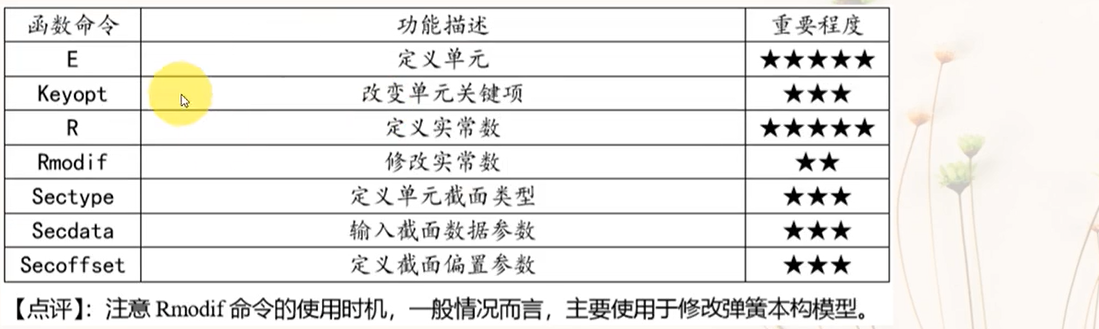 函数命令 功能描述 重要程度
E 定义单元 ★★★★★
Keyopt 改变单元关键项 ★★★
R 定义实常数 ★★★★★
Rmodif 修改实常数 ★★
Sectype 定义单元截面类型 ★★★
Secdata 输入截面数据参数 ★★★
Secoffset 定义截面偏置参数 ★★★
【点评】：注意 Rmodif 命令的使用时机，一般情况而言，主要使用于修改弹簧本构模型。